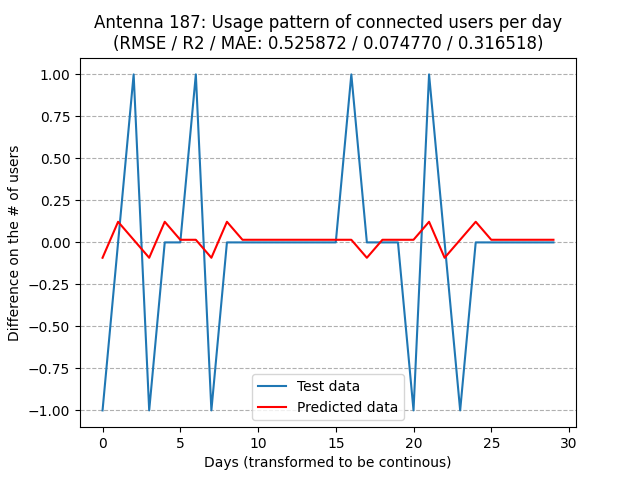 Antenna 187: Usage pattern of connected users per day
(RMSE / R2 / MAE: 0.525872 / 0.074770 / 0.316518)
Difference on the # of users
1.00
0.75
0.50
0.25
0.00
−0.25
−0.50
−0.75
−1.00
Test data
Predicted data
0 5 10 15 20 25 30
Days (transformed to be continous)